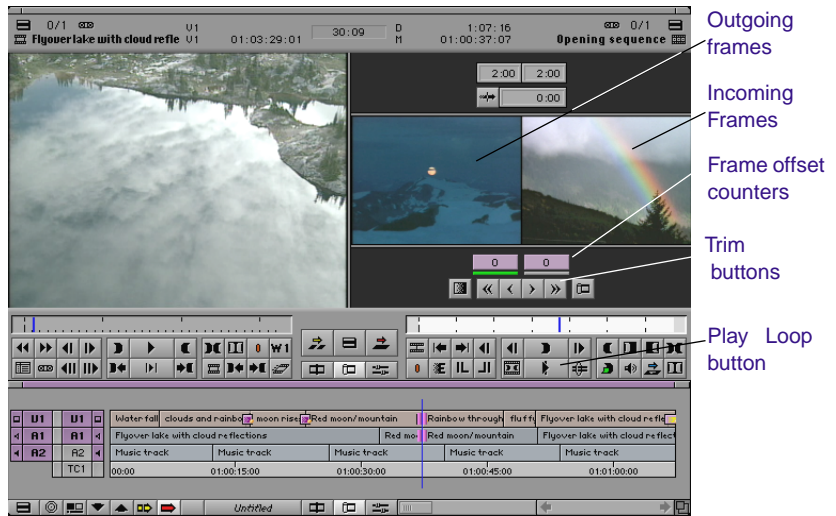 0/1
V1
30:09
D
1:07:16
0/1
Flyover lake with cloud refle
V1
01:03:29:01
M
01:00:37:07
Opening sequence
Outgoing
frames
2:00
2:00
0:00
Incoming
Frames
Frame offset
counters
0
0
Trim
buttons
W1
0
0
Play Loop
button
V1
V1
Water fall
clouds and rainbo
moon rise
Red moon/mountain
Rainbow through
fluffy
Flyover lake with cloud refle
A1
A1
Flyover lake with cloud reflections
Red mo
Red moon/mountain
Flyover lake with cloud reflect
A2
A2
Music track
Music track
Music track
Music track
Music track
TC1
00:00
01:00:15:00
01:00:30:00
01:00:45:00
01:01:00:00
Untitled